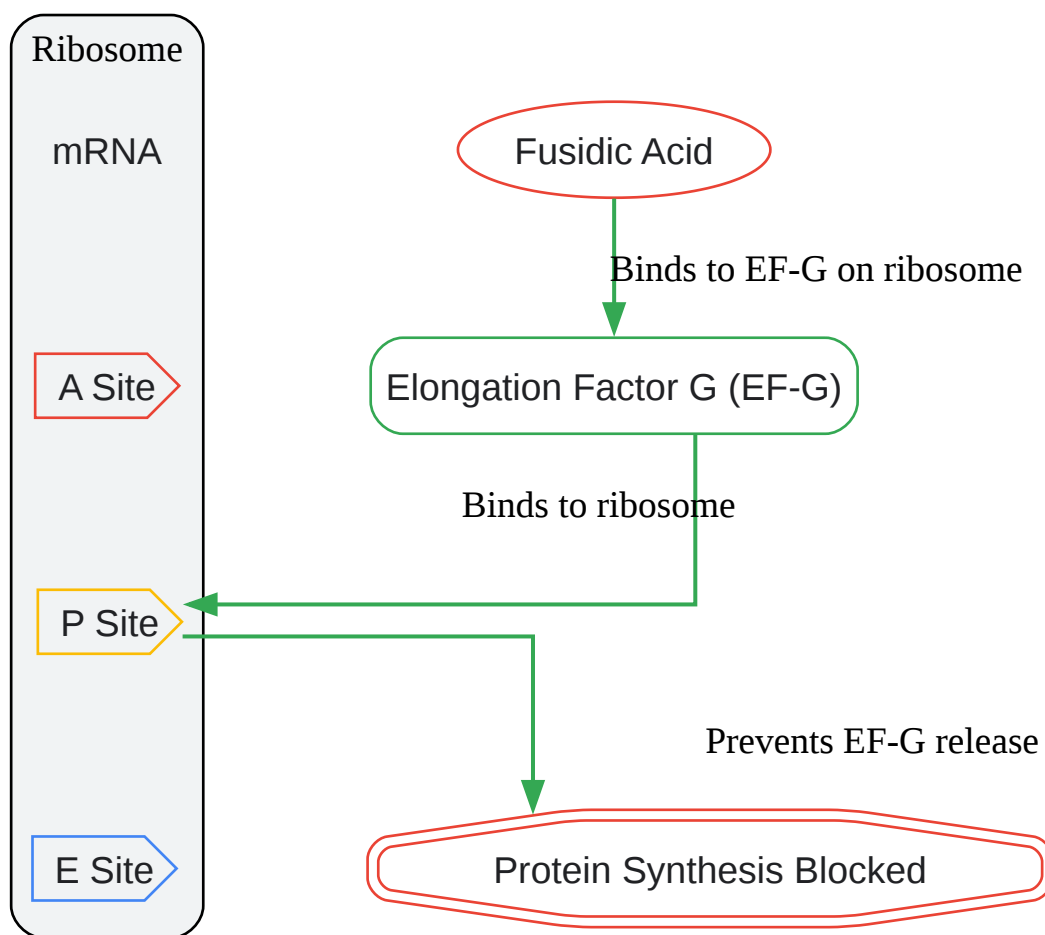 Ribosome
mRNA
Fusidic Acid
Binds to EF-G on ribosome
A Site
Elongation Factor G (EF-G)
Binds to ribosome
P Site
Prevents EF-G release
E Site
Protein Synthesis Blocked